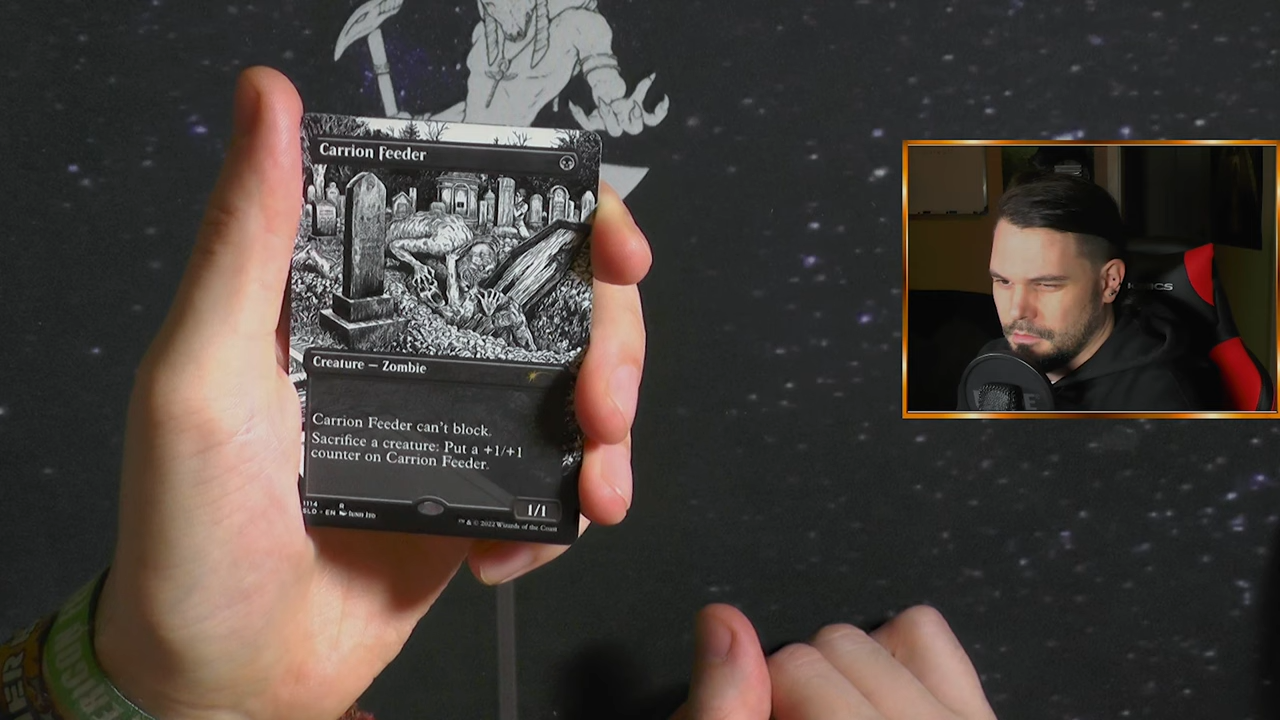 Carrion Feeder
Creature — Zombie
Carrion Feeder can't block.
Sacrifice a creature: Put a +1/+1
counter on Carrion Feeder.
1/1
SLD • EN
™ & © 2022 Wizards of the Coast